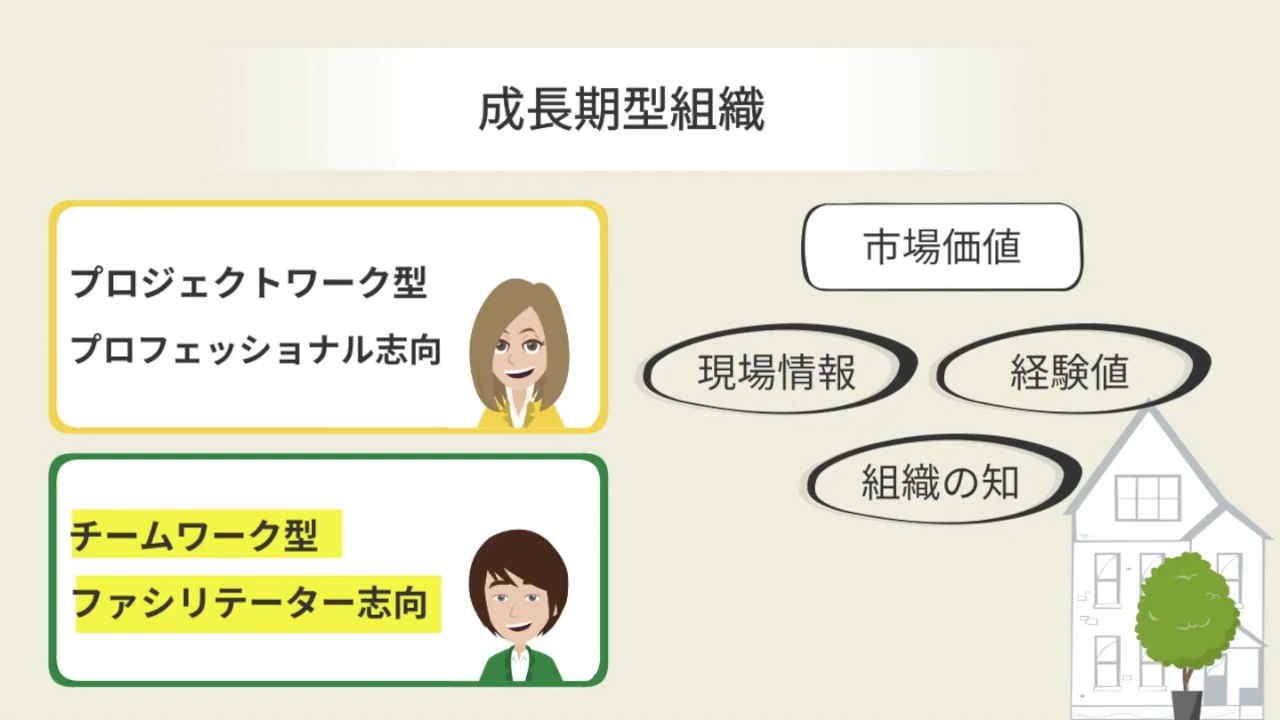 成長期型組織
プロジェクトワーク型
プロフェッショナル志向
チームワーク型
ファシリテーター志向
市場価値
現場情報
経験値
組織の知